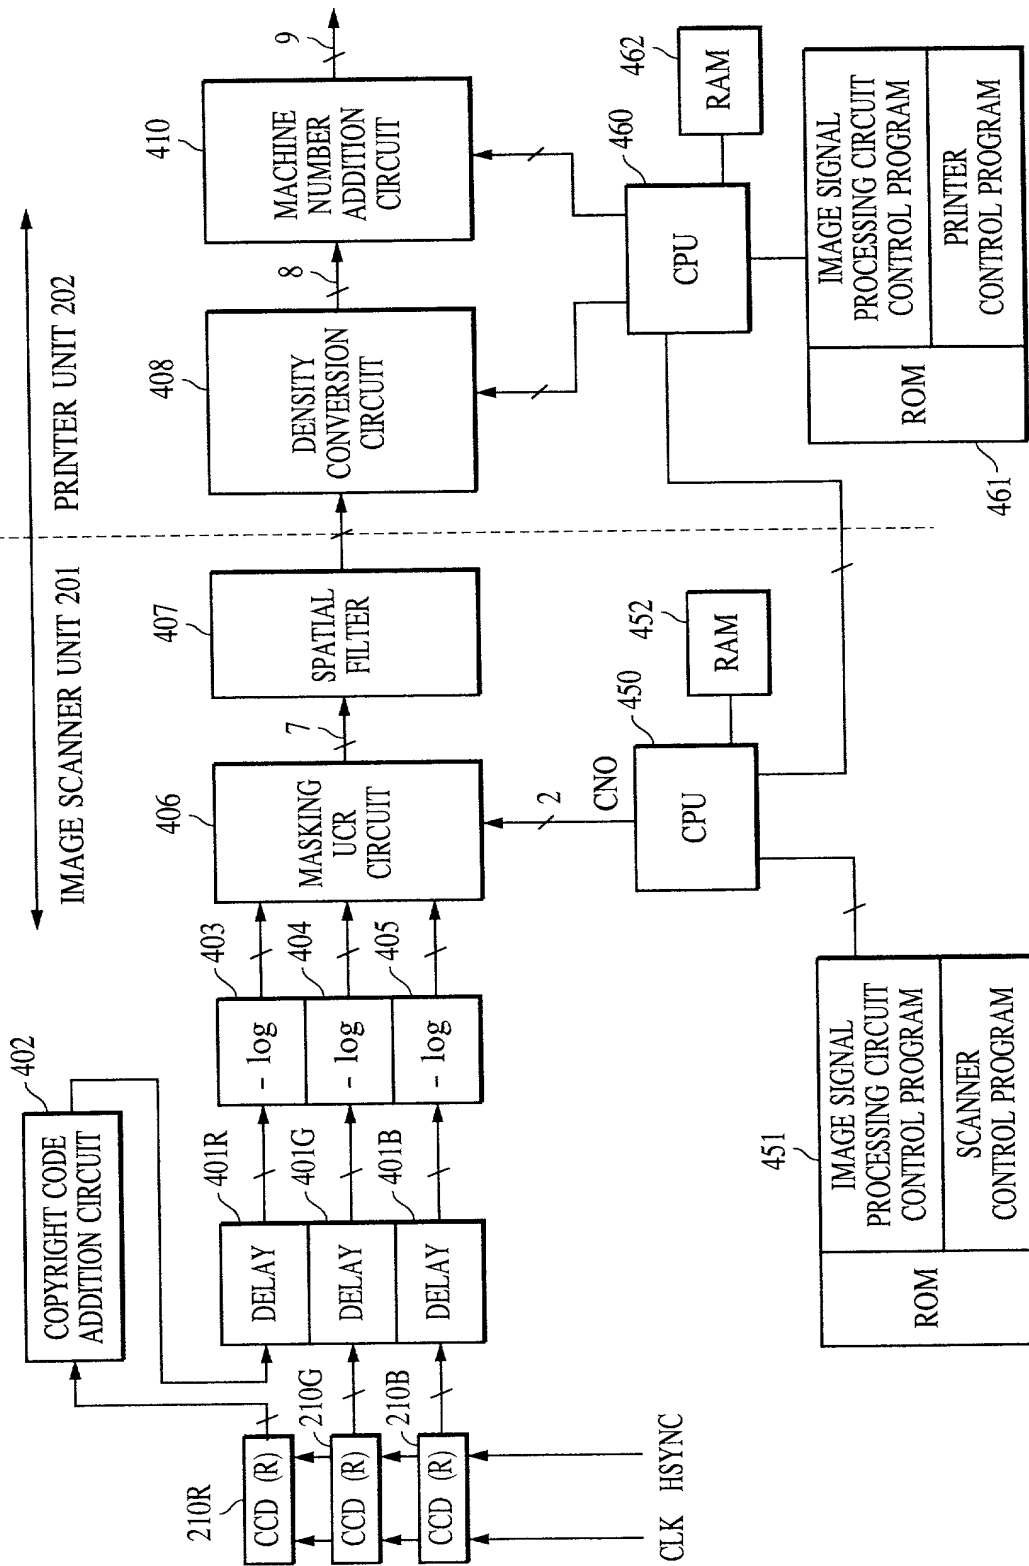 IMAGE SCANNER UNIT 201
PRINTER UNIT 202
402
COPYRIGHT CODE
ADDITION CIRCUIT
210R
CCD (R)
210G
CCD (R)
210B
CCD (R)
CLK
HSYNC
401R
DELAY
401G
DELAY
401B
DELAY
403
- log
404
- log
405
- log
406
MASKING
UCR
CIRCUIT
7
407
SPATIAL
FILTER
408
DENSITY
CONVERSION
CIRCUIT
8
410
MACHINE
NUMBER
ADDITION
CIRCUIT
9
2
CNO
450
CPU
452
RAM
451
ROM
IMAGE SIGNAL
PROCESSING CIRCUIT
CONTROL PROGRAM
SCANNER
CONTROL PROGRAM
460
CPU
462
RAM
461
ROM
IMAGE SIGNAL
PROCESSING CIRCUIT
CONTROL PROGRAM
PRINTER
CONTROL PROGRAM